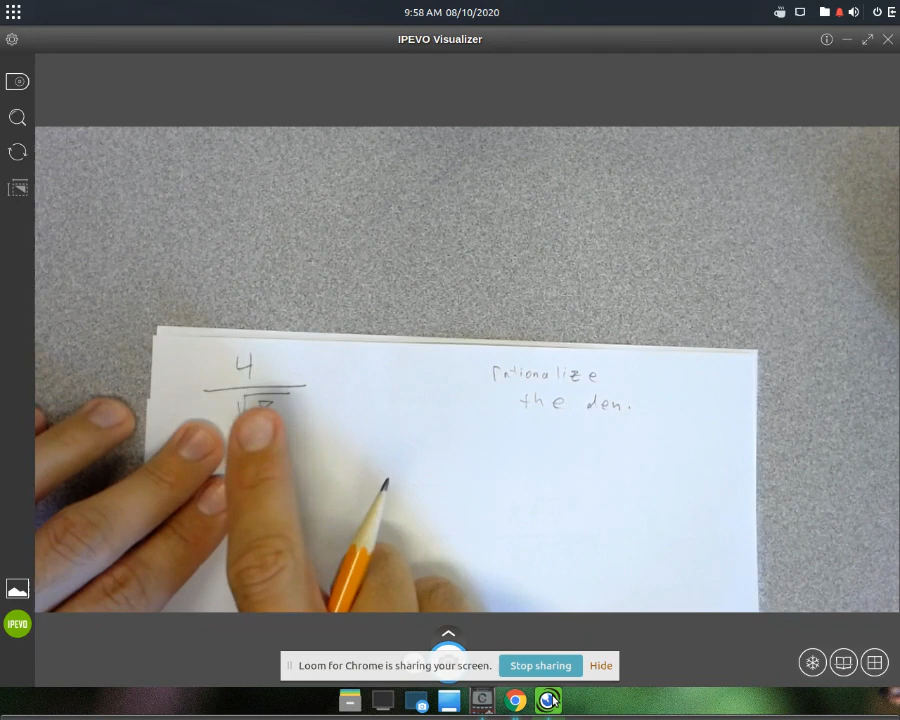 9:58 AM 08/10/2020
IPEVO Visualizer
4
rationalize
the den.
IPEVO
Loom for Chrome is sharing your screen.
Stop sharing
Hide